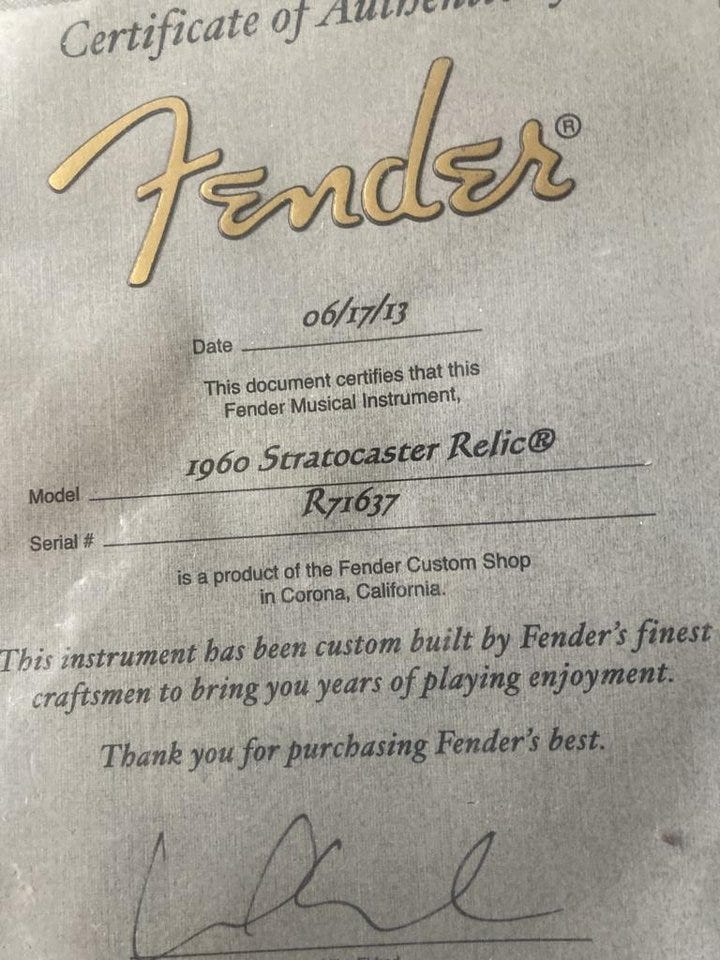 Certificate of
Fender®
06/17/13
Date
This document certifies that this
Fender Musical Instrument,
1960 Stratocaster Relic®
Model
R71637
Serial #
is a product of the Fender Custom Shop
in Corona, California.
This instrument has been custom built by Fender's finest
craftsmen to bring you years of playing enjoyment.
Thank you for purchasing Fender's best.